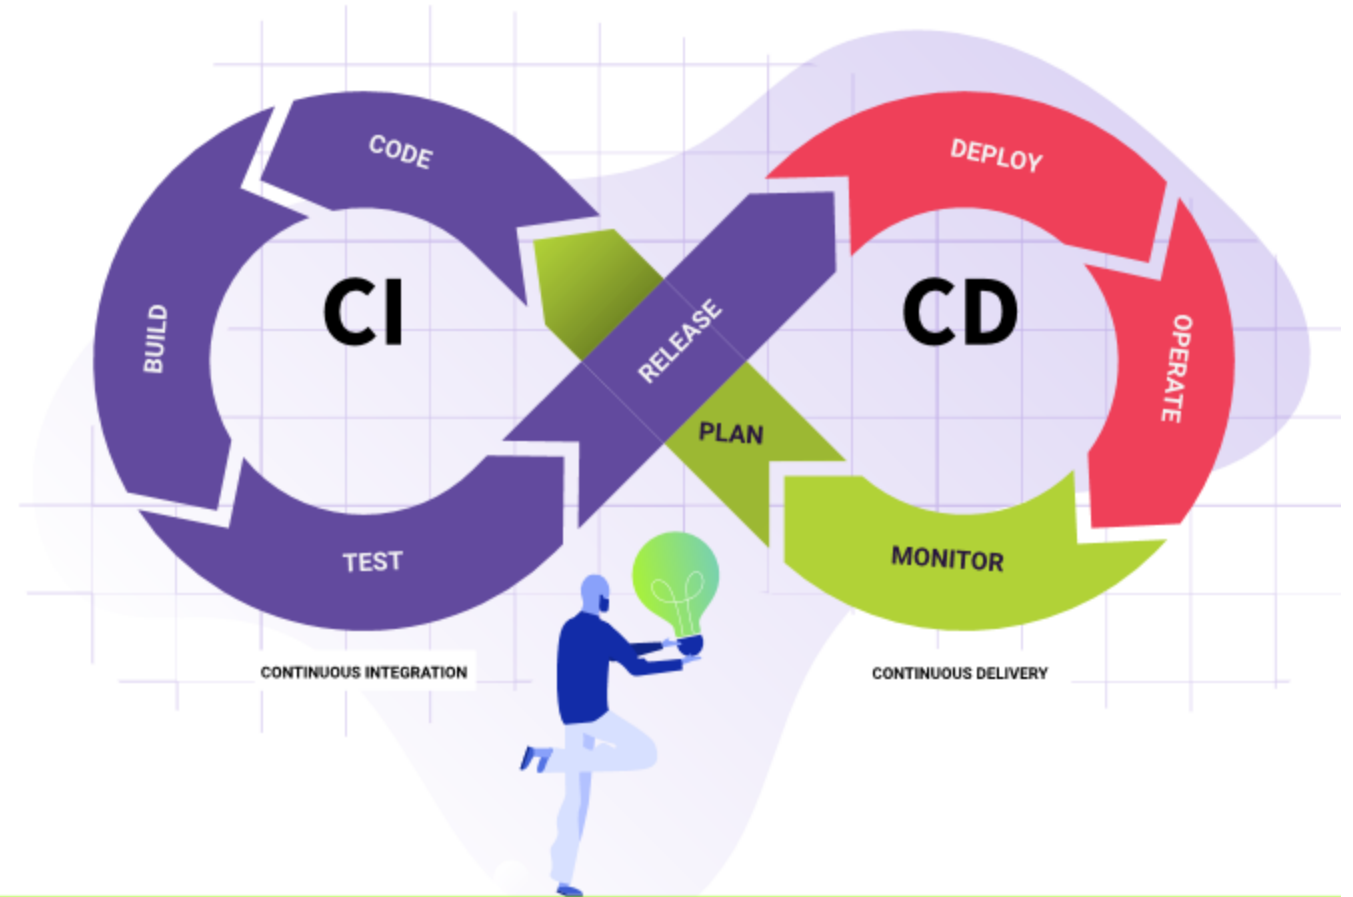 CODE
BUILD
CI
TEST
RELEASE
PLAN
DEPLOY
OPERATE
CD
MONITOR
CONTINUOUS INTEGRATION
CONTINUOUS DELIVERY